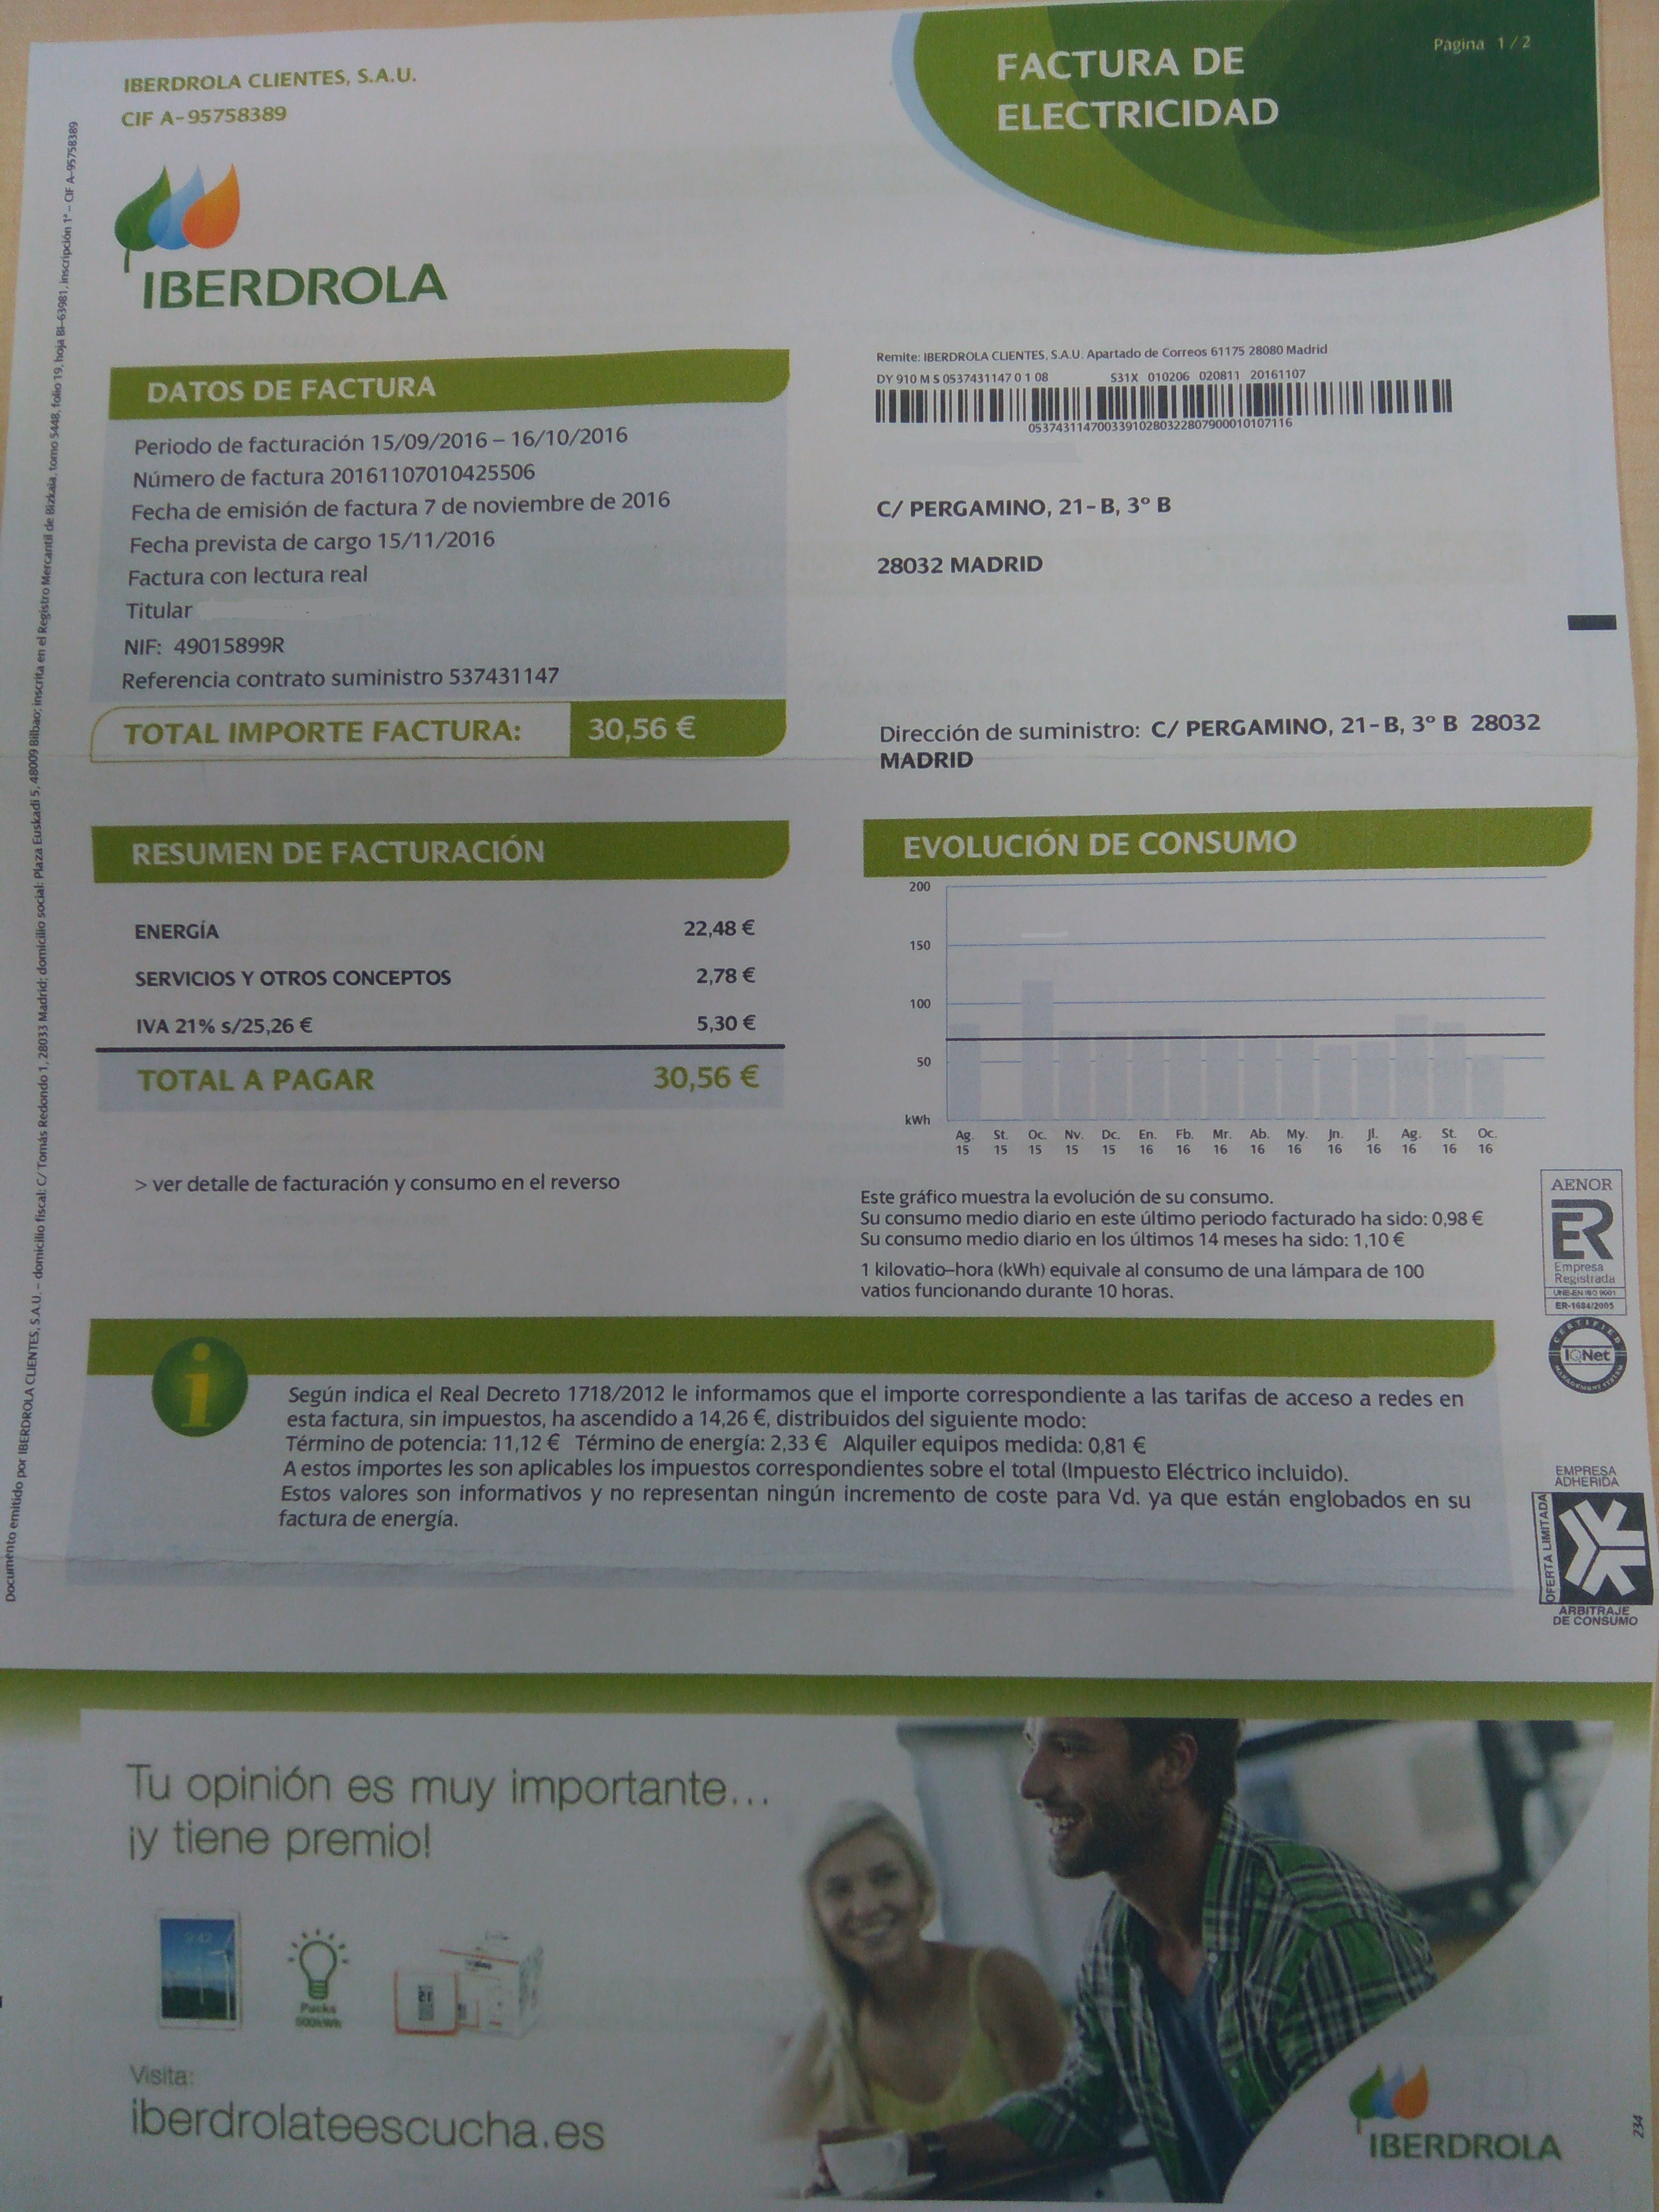 IBERDROLA CLIENTES, S.A.U.
CIF A-95758389
FACTURA DE
ELECTRICIDAD
Página 1 / 2
IBERDROLA
Documento emitido por IBERDROLA CLIENTES, S.A.U. - domicilio fiscal: C/ Tomás Redondo 1, 28033 Madrid; domicilio social: Plaza Euskadi 5, 48009 Bilbao; inscrita en el Registro Mercantil de Bizkaia, tomo 5448, folio 19, hoja BI-63981, inscripción 1ª - CIF A-95758389
DATOS DE FACTURA
Periodo de facturación 15/09/2016 – 16/10/2016
Número de factura 20161107010425506
Fecha de emisión de factura 7 de noviembre de 2016
Fecha prevista de cargo 15/11/2016
Factura con lectura real
Titular
NIF: 49015899R
Referencia contrato suministro 537431147
TOTAL IMPORTE FACTURA: 30,56 €
Remite: IBERDROLA CLIENTES, S.A.U. Apartado de Correos 61175 28080 Madrid
DY 910 M S 0537431147 0 1 08 S31X 010206 020811 20161107
0537431147003391028032280790001010​7116
C/ PERGAMINO, 21-B, 3º B
28032 MADRID
Dirección de suministro: C/ PERGAMINO, 21-B, 3º B 28032
MADRID
RESUMEN DE FACTURACIÓN
ENERGÍA 22,48 €
SERVICIOS Y OTROS CONCEPTOS 2,78 €
IVA 21% s/25,26 € 5,30 €
TOTAL A PAGAR 30,56 €
> ver detalle de facturación y consumo en el reverso
EVOLUCIÓN DE CONSUMO
200
150
100
50
kWh
Ag. St. Oc. Nv. Dc. En. Fb. Mr. Ab. My. Jn. Jl. Ag. St. Oc.
15 15 15 15 15 16 16 16 16 16 16 16 16 16 16
Este gráfico muestra la evolución de su consumo.
Su consumo medio diario en este último periodo facturado ha sido: 0,98 €
Su consumo medio diario en los últimos 14 meses ha sido: 1,10 €
1 kilovatio-hora (kWh) equivale al consumo de una lámpara de 100
vatios funcionando durante 10 horas.
AENOR
ER
Empresa
Registrada
UNE-EN ISO 9001
ER-1684/2005
CERTIFIED
IQNet
MANAGEMENT SYSTEM
i
Según indica el Real Decreto 1718/2012 le informamos que el importe correspondiente a las tarifas de acceso a redes en
esta factura, sin impuestos, ha ascendido a 14,26 €, distribuidos del siguiente modo:
Término de potencia: 11,12 € Término de energía: 2,33 € Alquiler equipos medida: 0,81 €
A estos importes les son aplicables los impuestos correspondientes sobre el total (Impuesto Eléctrico incluido).
Estos valores son informativos y no representan ningún incremento de coste para Vd. ya que están englobados en su
factura de energía.
EMPRESA
ADHERIDA
OFERTA LIMITADA
ARBITRAJE
DE CONSUMO
Tu opinión es muy importante...
¡y tiene premio!
9:42
Packs
600kWh
21
Visita:
iberdrolateescucha.es
IBERDROLA
234